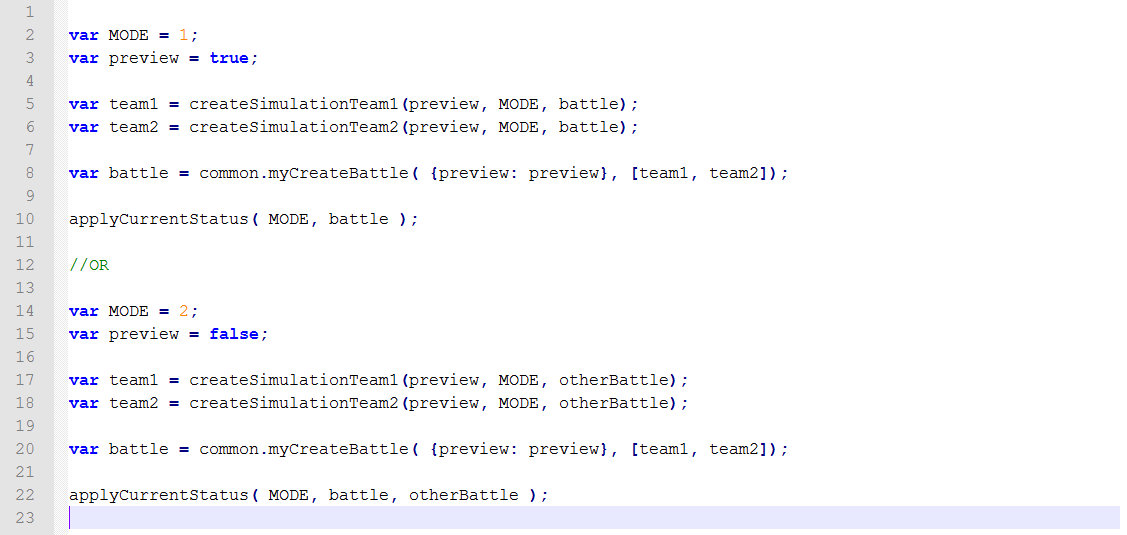 1
2 var MODE = 1;
3 var preview = true;
4
5 var team1 = createSimulationTeam1(preview, MODE, battle);
6 var team2 = createSimulationTeam2(preview, MODE, battle);
7
8 var battle = common.myCreateBattle( {preview: preview}, [team1, team2]);
9
10 applyCurrentStatus( MODE, battle );
11
12 //OR
13
14 var MODE = 2;
15 var preview = false;
16
17 var team1 = createSimulationTeam1(preview, MODE, otherBattle);
18 var team2 = createSimulationTeam2(preview, MODE, otherBattle);
19
20 var battle = common.myCreateBattle( {preview: preview}, [team1, team2]);
21
22 applyCurrentStatus( MODE, battle, otherBattle );
23